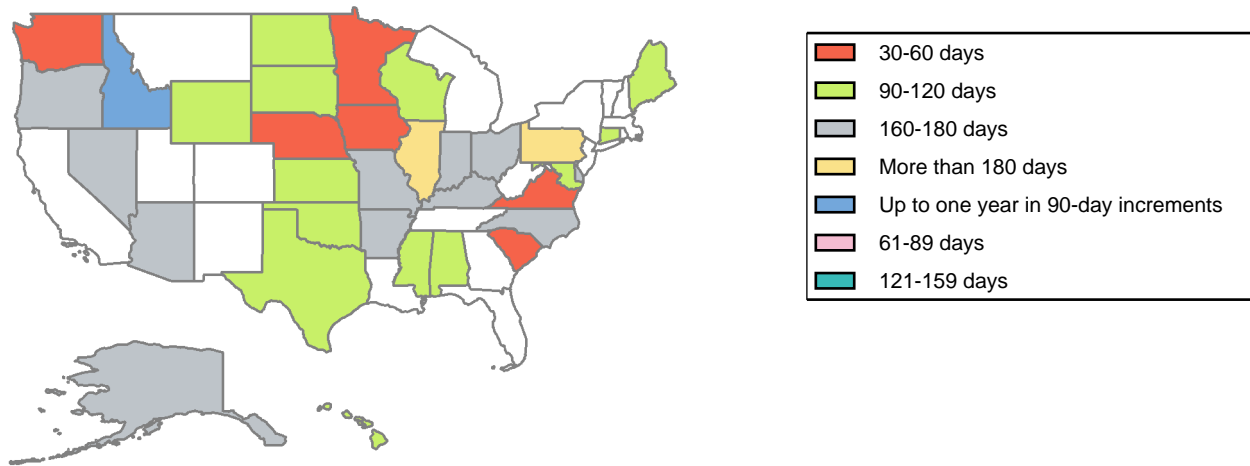 30-60 days
90-120 days
160-180 days
More than 180 days
Up to one year in 90-day increments
61-89 days
121-159 days